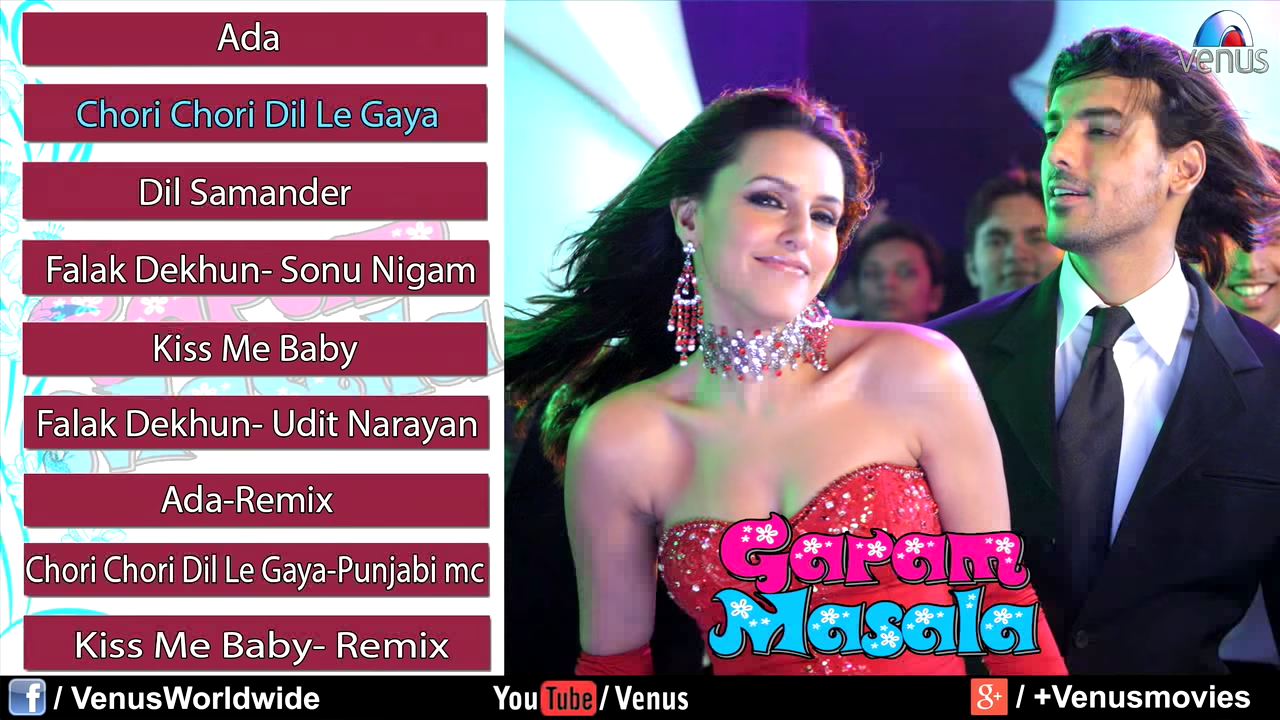 Ada
Chori Chori Dil Le Gaya
Dil Samander
Falak Dekhun- Sonu Nigam
Kiss Me Baby
Falak Dekhun- Udit Narayan
Ada-Remix
Chori Chori Dil Le Gaya-Punjabi mc
Kiss Me Baby- Remix
venus
Garam
Masala
f / VenusWorldwide
YouTube / Venus
g+ / +Venusmovies